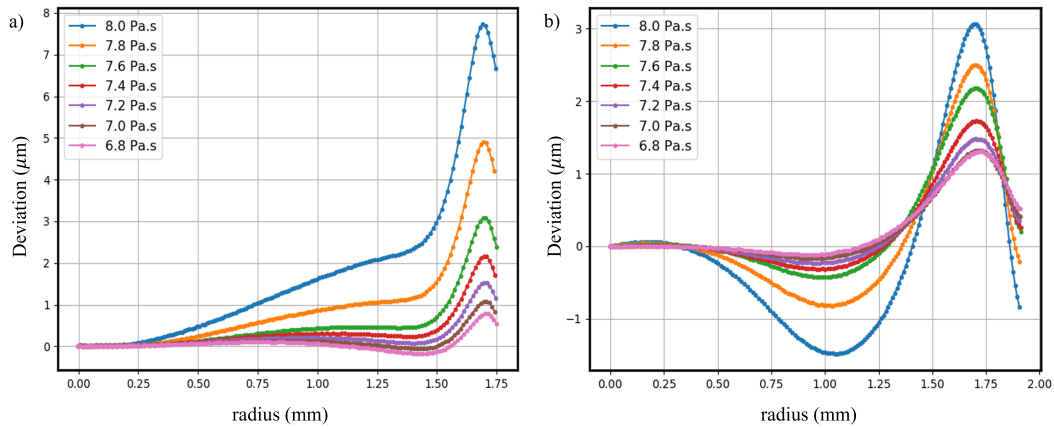 a)
8.0 Pa.s
7.8 Pa.s
7.6 Pa.s
7.4 Pa.s
7.2 Pa.s
7.0 Pa.s
6.8 Pa.s
8
7
6
5
4
3
2
1
0
Deviation (μm)
0.00 0.25 0.50 0.75 1.00 1.25 1.50 1.75
radius (mm)
b)
8.0 Pa.s
7.8 Pa.s
7.6 Pa.s
7.4 Pa.s
7.2 Pa.s
7.0 Pa.s
6.8 Pa.s
3
2
1
0
−1
Deviation (μm)
0.00 0.25 0.50 0.75 1.00 1.25 1.50 1.75 2.00
radius (mm)